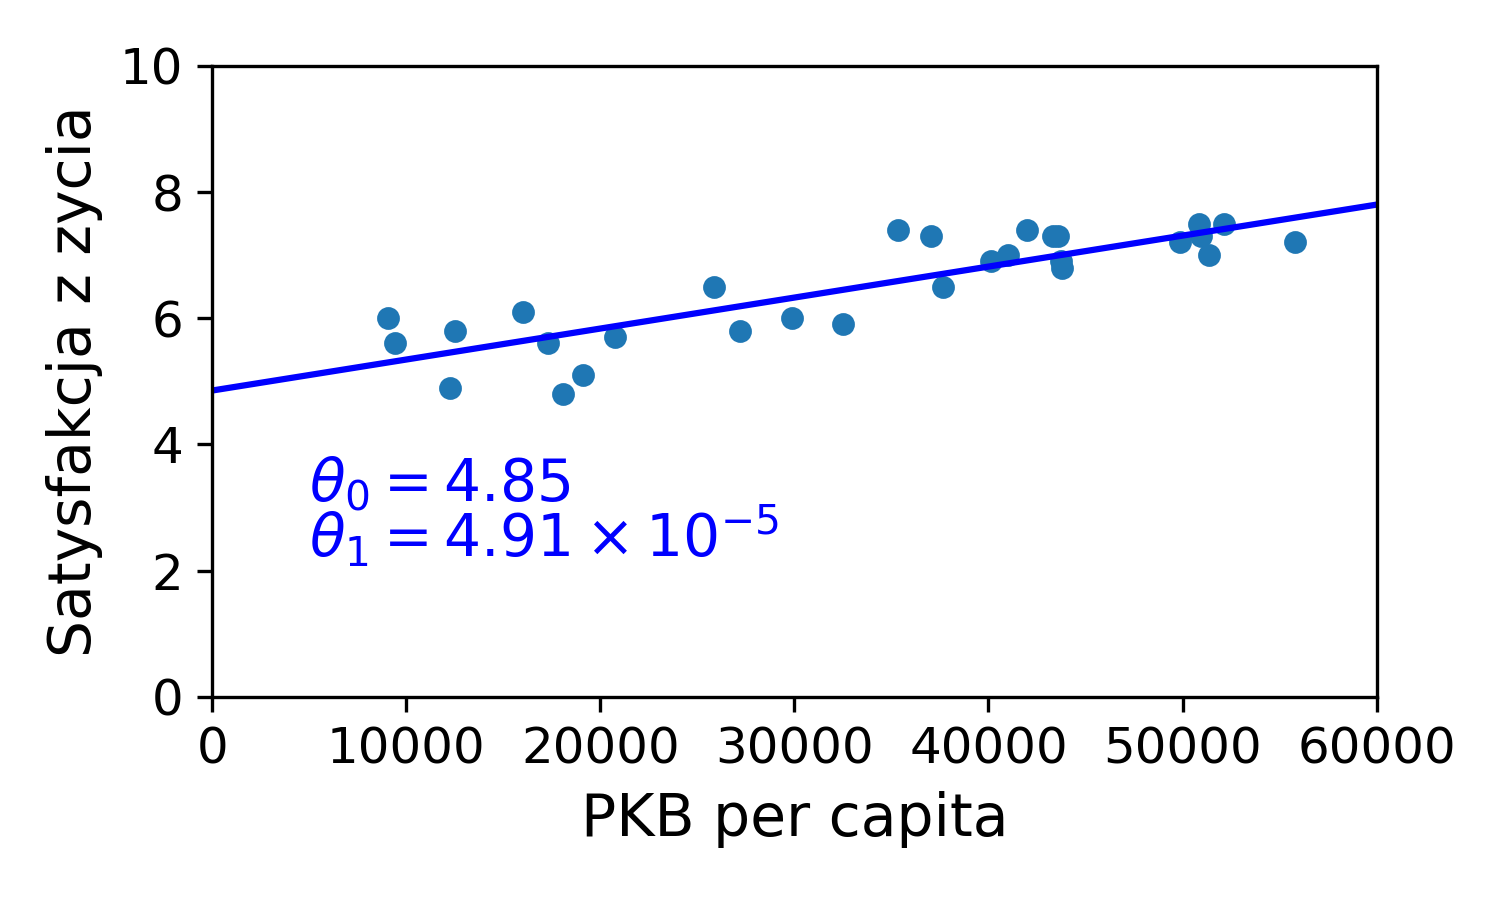 10
8
6
4
2
0
Satysfakcja z zycia
θ₀ = 4.85
θ₁ = 4.91 × 10⁻⁵
0 10000 20000 30000 40000 50000 60000
PKB per capita